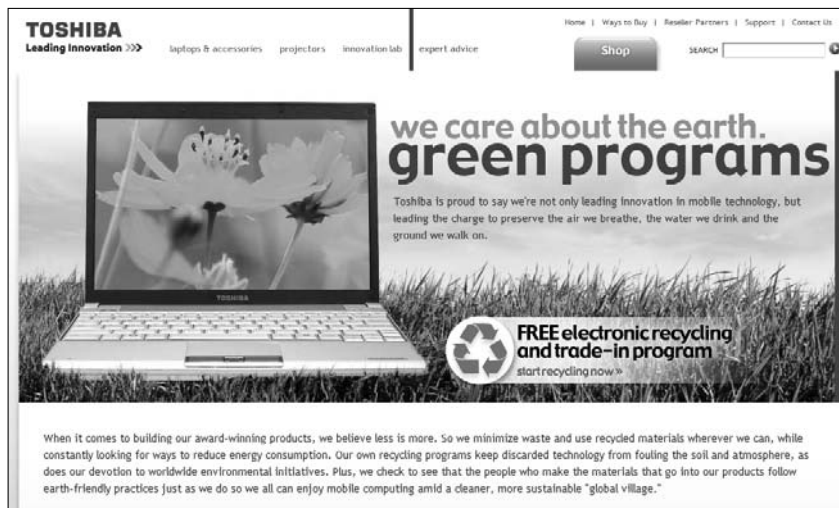 TOSHIBA
Leading Innovation >>>
Home | Ways to Buy | Reseller Partners | Support | Contact Us
laptops & accessories projectors innovation lab expert advice
Shop
SEARCH
we care about the earth.
green programs
Toshiba is proud to say we're not only leading innovation in mobile technology, but
leading the charge to preserve the air we breathe, the water we drink and the
ground we walk on.
TOSHIBA
FREE electronic recycling
and trade-in program
start recycling now »
When it comes to building our award-winning products, we believe less is more. So we minimize waste and use recycled materials wherever we can, while
constantly looking for ways to reduce energy consumption. Our own recycling programs keep discarded technology from fouling the soil and atmosphere, as
does our devotion to worldwide environmental initiatives. Plus, we check to see that the people who make the materials that go into our products follow
earth-friendly practices just as we do so we all can enjoy mobile computing amid a cleaner, more sustainable "global village."